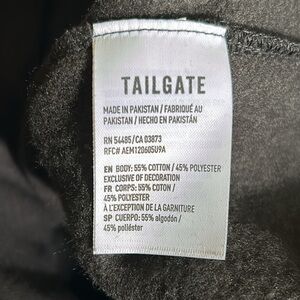 TAILGATE
MADE IN PAKISTAN / FABRIQUÉ AU
PAKISTAN / HECHO EN PAKISTÁN
RN 54485/CA 03873
RFC# AEM120605U9A
EN BODY: 55% COTTON / 45% POLYESTER
EXCLUSIVE OF DECORATION
FR CORPS: 55% COTON /
45% POLYESTER
À L'EXCEPTION DE LA GARNITURE
SP CUERPO: 55% algodón /
45% poliéster